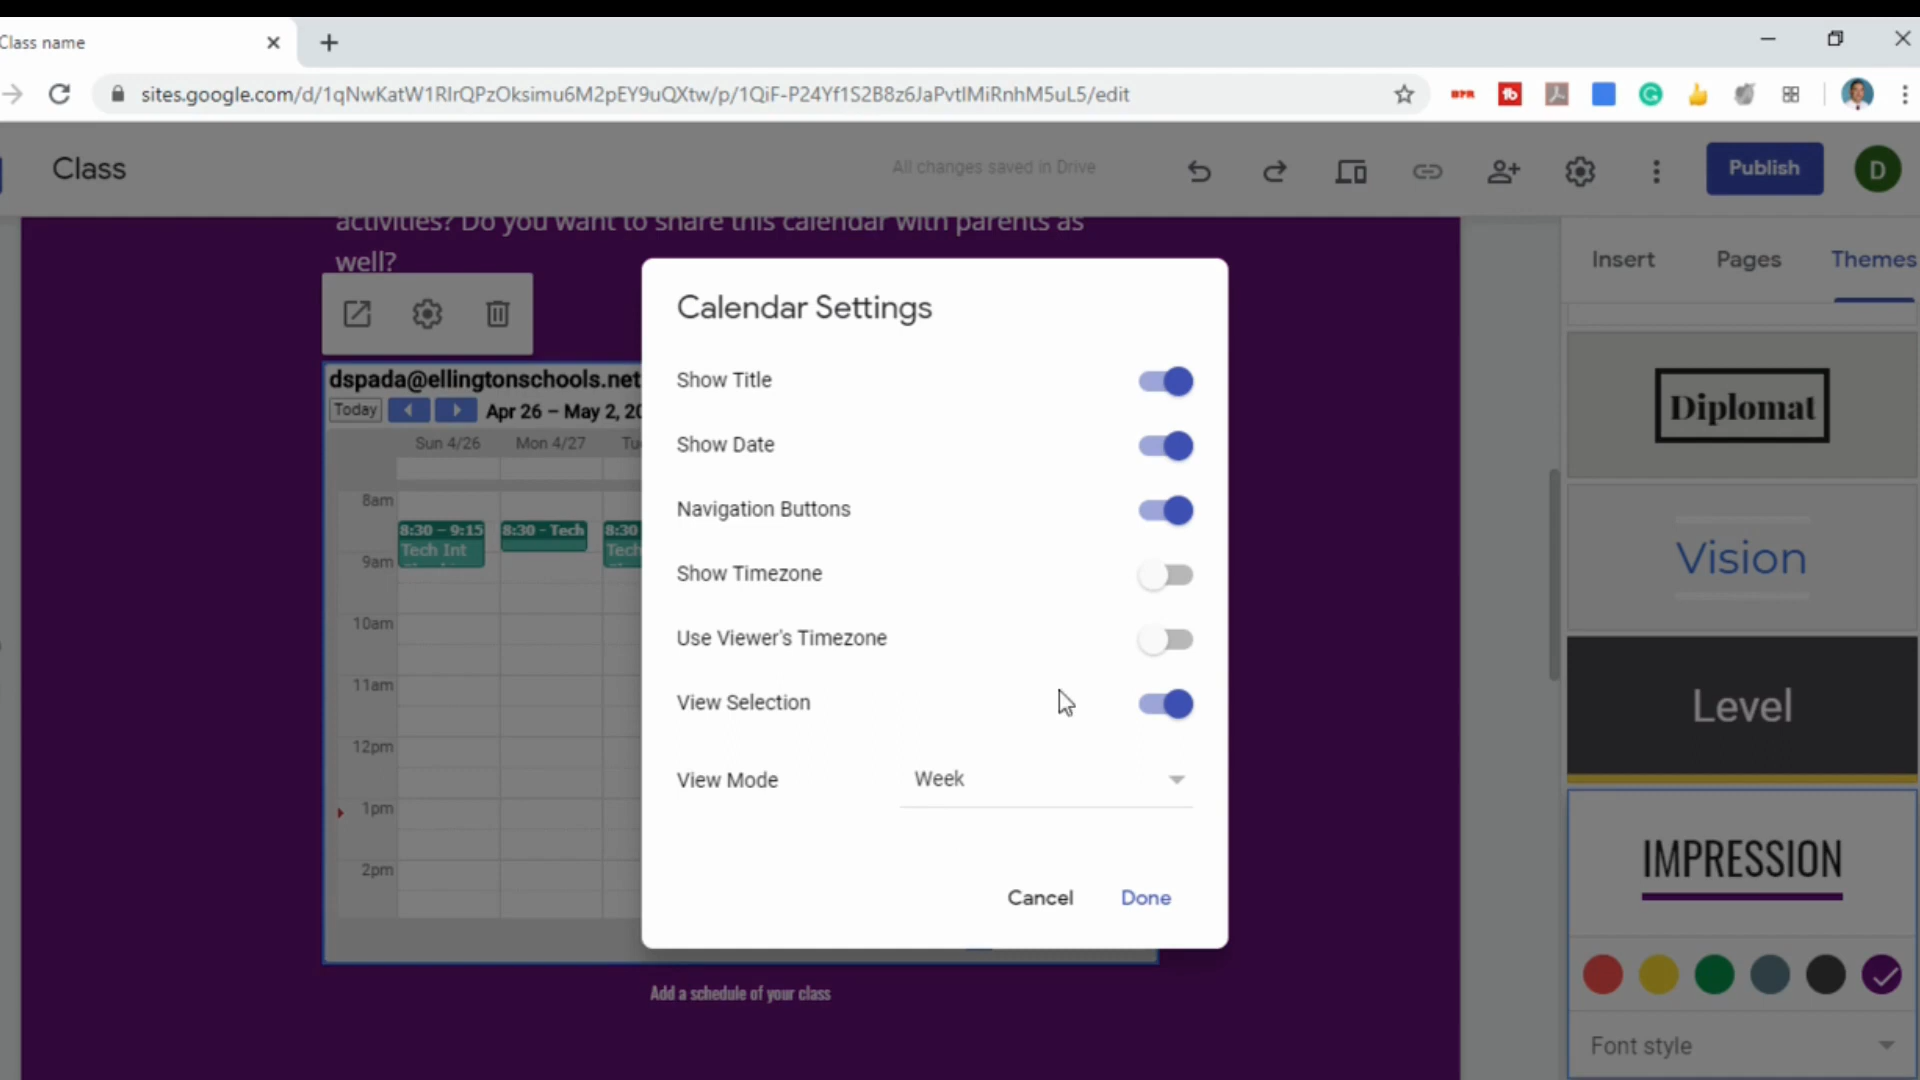 Class name
sites.google.com/d/1qNwKatW1RIrQPzOksimu6M2pEY9uQXtw/p/1QiF-P24Yf1S2B8z6JaPvtIMiRnhM5uL5/edit
Class
All changes saved in Drive
Publish
D
activities? Do you want to share this calendar with parents as
well?
Insert
Pages
Themes
Calendar Settings
Show Title
Show Date
Navigation Buttons
Show Timezone
Use Viewer's Timezone
View Selection
View Mode
Week
Cancel
Done
dspada@ellingtonschools.net
Today
Apr 26 – May 2, 20
Sun 4/26
Mon 4/27
Tu
8am
8:30 – 9:15
Tech Int
8:30 - Tech
8:30
Tech
9am
10am
11am
12pm
1pm
2pm
Add a schedule of your class
Diplomat
Vision
Level
IMPRESSION
Font style